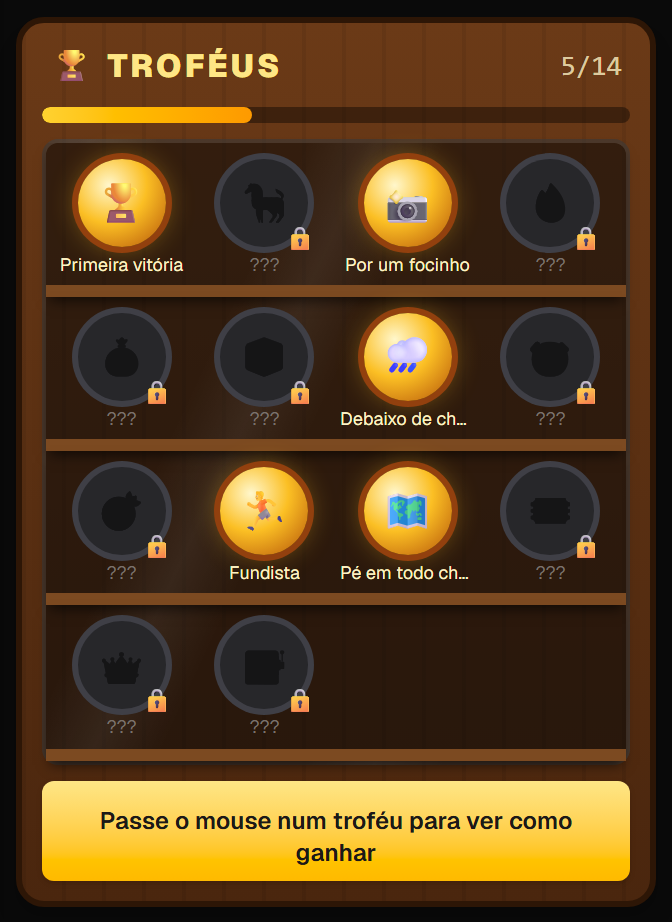 TROFÉUS
5/14
Primeira vitória
???
Por um focinho
???
???
???
Debaixo de ch...
???
???
Fundista
Pé em todo ch...
???
???
???
Passe o mouse num troféu para ver como
ganhar